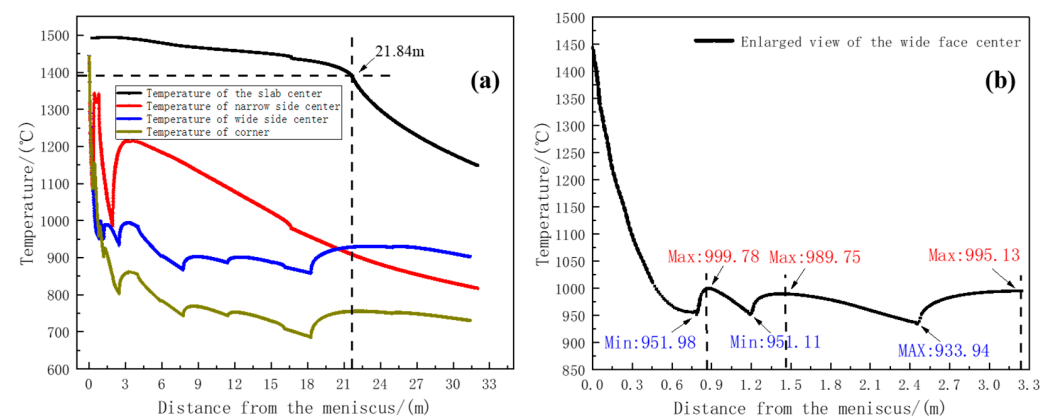 1500
1400
1300
1200
1100
1000
900
800
700
600
Temperature/(℃)
21.84m
(a)
Temperature of the slab center
Temperature of narrow side center
Temperature of wide side center
Temperature of corner
0 3 6 9 12 15 18 21 24 27 30 33
Distance from the meniscus/(m)
1500
1450
1400
1350
1300
1250
1200
1150
1100
1050
1000
950
900
850
Temperature/(℃)
Enlarged view of the wide face center
(b)
Max:999.78 Max:989.75 Max:995.13
Min:951.98 Min:951.11 MAX:933.94
0.0 0.3 0.6 0.9 1.2 1.5 1.8 2.1 2.4 2.7 3.0 3.3
Distance from the meniscus/(m)